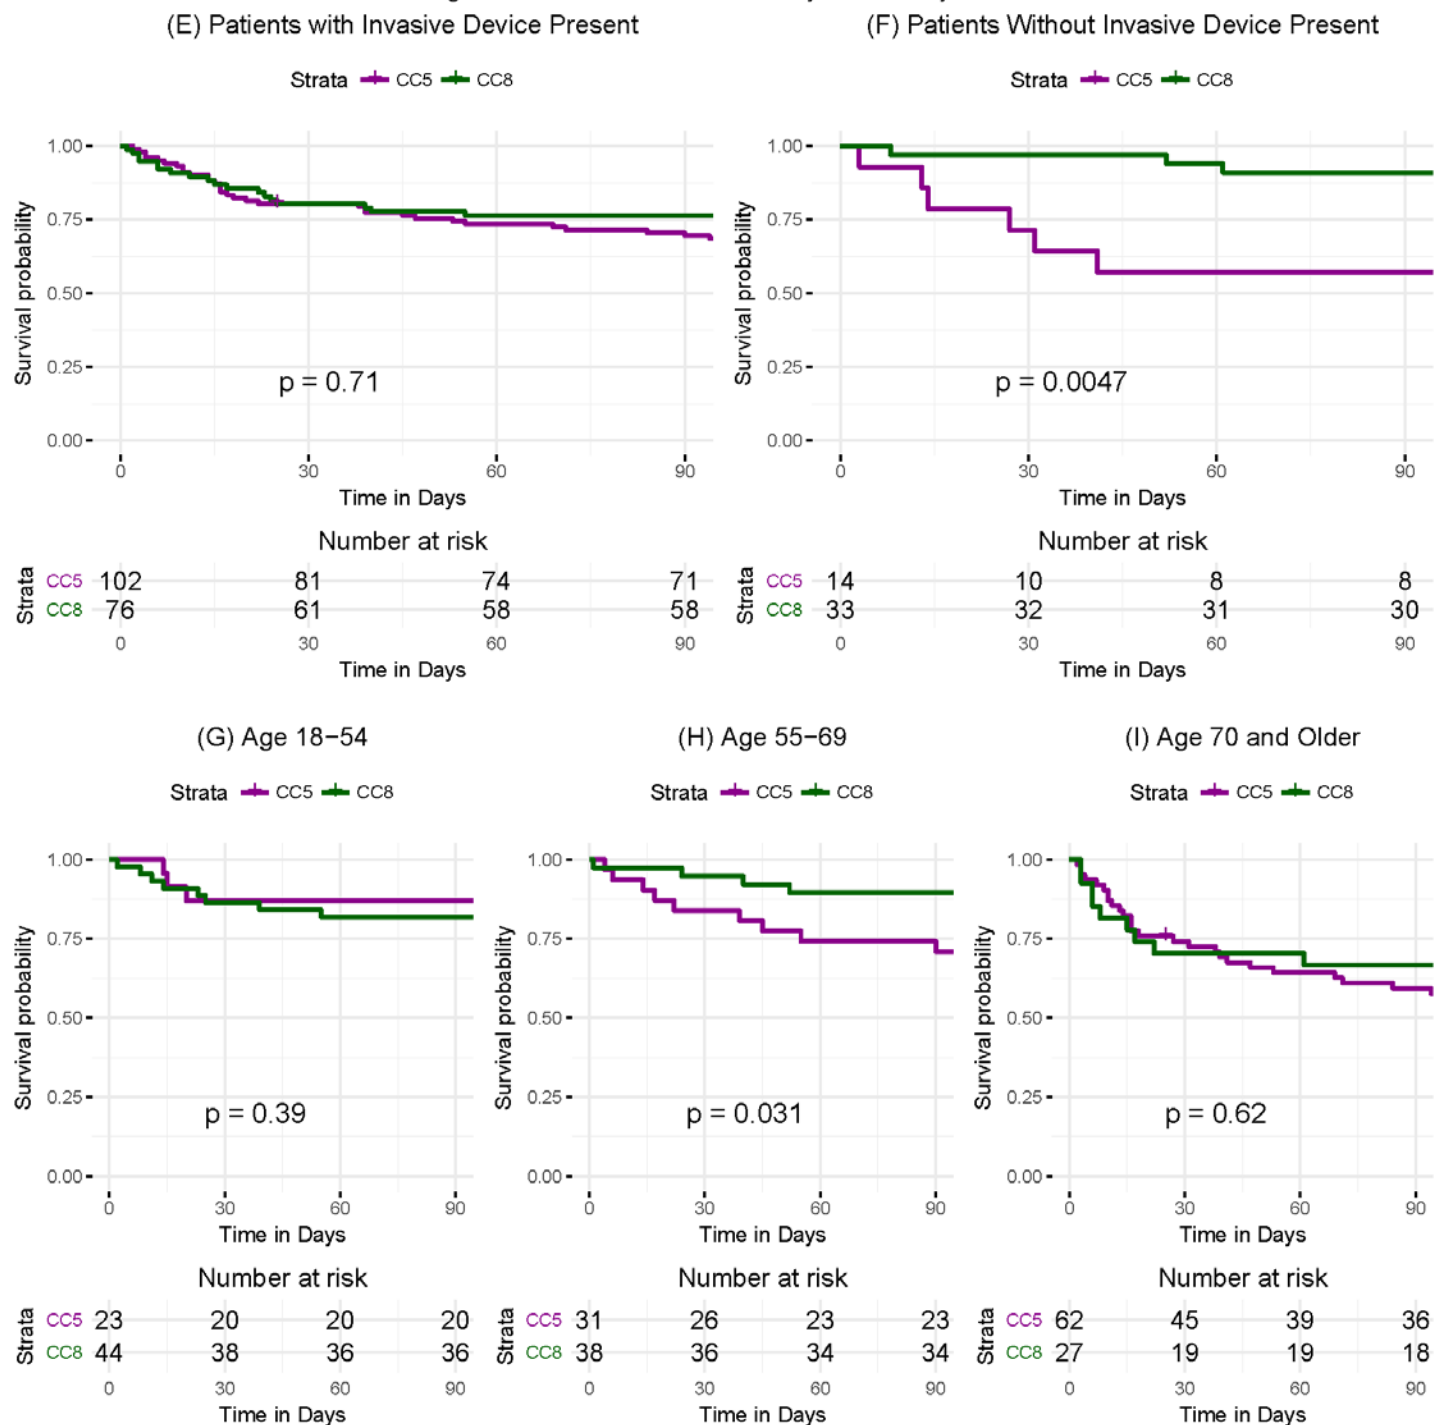 (E) Patients with Invasive Device Present
Strata CC5 CC8
Survival probability
1.00
0.75
0.50
0.25
0.00
p = 0.71
0 30 60 90
Time in Days
Number at risk
Strata
CC5 102 81 74 71
CC8 76 61 58 58
0 30 60 90
Time in Days
(F) Patients Without Invasive Device Present
Strata CC5 CC8
Survival probability
1.00
0.75
0.50
0.25
0.00
p = 0.0047
0 30 60 90
Time in Days
Number at risk
Strata
CC5 14 10 8 8
CC8 33 32 31 30
0 30 60 90
Time in Days
(G) Age 18−54
Strata CC5 CC8
Survival probability
1.00
0.75
0.50
0.25
0.00
p = 0.39
0 30 60 90
Time in Days
Number at risk
Strata
CC5 23 20 20 20
CC8 44 38 36 36
0 30 60 90
Time in Days
(H) Age 55−69
Strata CC5 CC8
Survival probability
1.00
0.75
0.50
0.25
0.00
p = 0.031
0 30 60 90
Time in Days
Number at risk
Strata
CC5 31 26 23 23
CC8 38 36 34 34
0 30 60 90
Time in Days
(I) Age 70 and Older
Strata CC5 CC8
Survival probability
1.00
0.75
0.50
0.25
0.00
p = 0.62
0 30 60 90
Time in Days
Number at risk
Strata
CC5 62 45 39 36
CC8 27 19 19 18
0 30 60 90
Time in Days